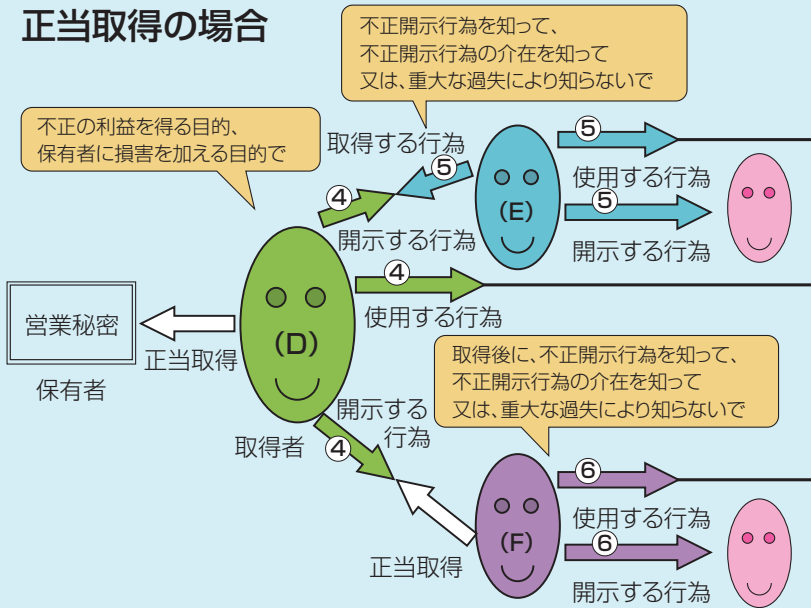 正当取得の場合
不正開示行為を知って、
不正開示行為の介在を知って
又は、重大な過失により知らないで
不正の利益を得る目的、
保有者に損害を加える目的で
取得する行為
⑤
⑤
使用する行為
④
⑤
(E)
開示する行為
開示する行為
④
使用する行為
営業秘密
(D)
正当取得
保有者
取得後に、不正開示行為を知って、
不正開示行為の介在を知って
又は、重大な過失により知らないで
開示する
行為
取得者
④
⑥
使用する行為
(F)
⑥
正当取得
開示する行為